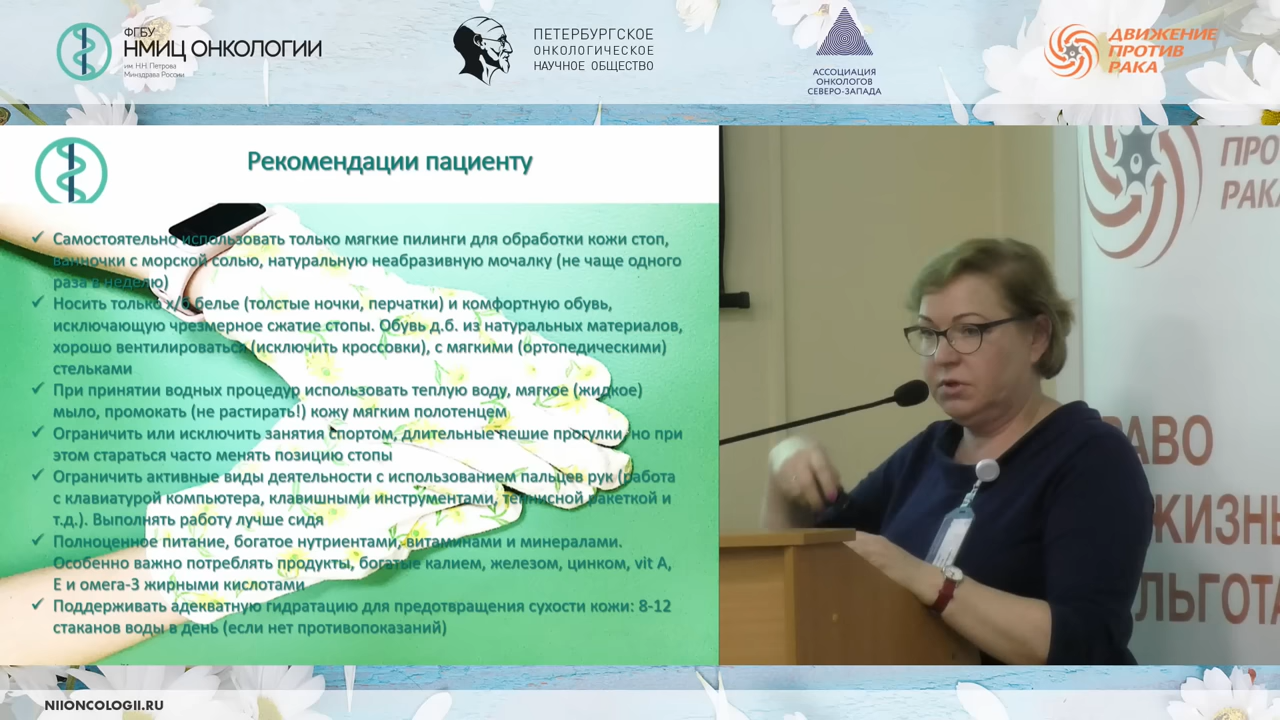 ФГБУ
НМИЦ ОНКОЛОГИИ
им. Н.Н. Петрова
Минздрава России
ПЕТЕРБУРГСКОЕ
ОНКОЛОГИЧЕСКОЕ
НАУЧНОЕ ОБЩЕСТВО
АССОЦИАЦИЯ
ОНКОЛОГОВ
СЕВЕРО-ЗАПАДА
ДВИЖЕНИЕ
ПРОТИВ
РАКА
Рекомендации пациенту
✓ Самостоятельно использовать только мягкие пилинги для обработки кожи стоп,
ванночки с морской солью, натуральную неабразивную мочалку (не чаще одного
раза в неделю)
✓ Носить только х/б белье (толстые ночки, перчатки) и комфортную обувь,
исключающую чрезмерное сжатие стопы. Обувь д.б. из натуральных материалов,
хорошо вентилироваться (исключить кроссовки), с мягкими (ортопедическими)
стельками
✓ При принятии водных процедур использовать теплую воду, мягкое (жидкое)
мыло, промокать (не растирать!) кожу мягким полотенцем
✓ Ограничить или исключить занятия спортом, длительные пешие прогулки, но при
этом стараться часто менять позицию стопы
✓ Ограничить активные виды деятельности с использованием пальцев рук (работа
с клавиатурой компьютера, клавишными инструментами, теннисной ракеткой и
т.д.). Выполнять работу лучше сидя
✓ Полноценное питание, богатое нутриентами, витаминами и минералами.
Особенно важно потреблять продукты, богатые калием, железом, цинком, vit A,
E и омега-3 жирными кислотами
✓ Поддерживать адекватную гидратацию для предотвращения сухости кожи: 8-12
стаканов воды в день (если нет противопоказаний)
ПРО
РАКА
РАВО
ЖИЗНЬ
ЛЬГОТА
NIIONCOLOGII.RU